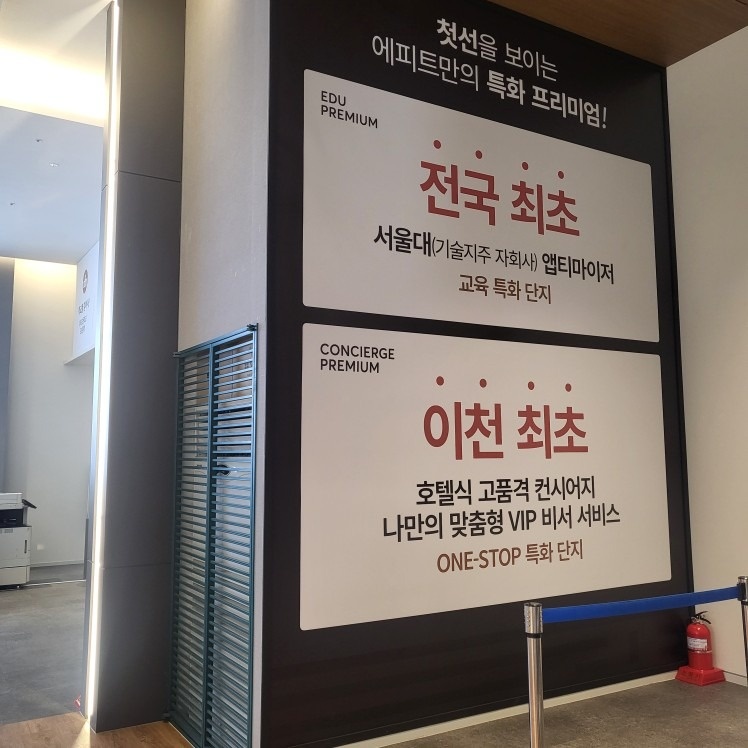 첫선을 보이는
에피트만의 특화 프리미엄!
EDU
PREMIUM
전국 최초
서울대(기술지주 자회사) 앱티마이저
교육 특화 단지
CONCIERGE
PREMIUM
이천 최초
호텔식 고품격 컨시어지
나만의 맞춤형 VIP 비서 서비스
ONE-STOP 특화 단지